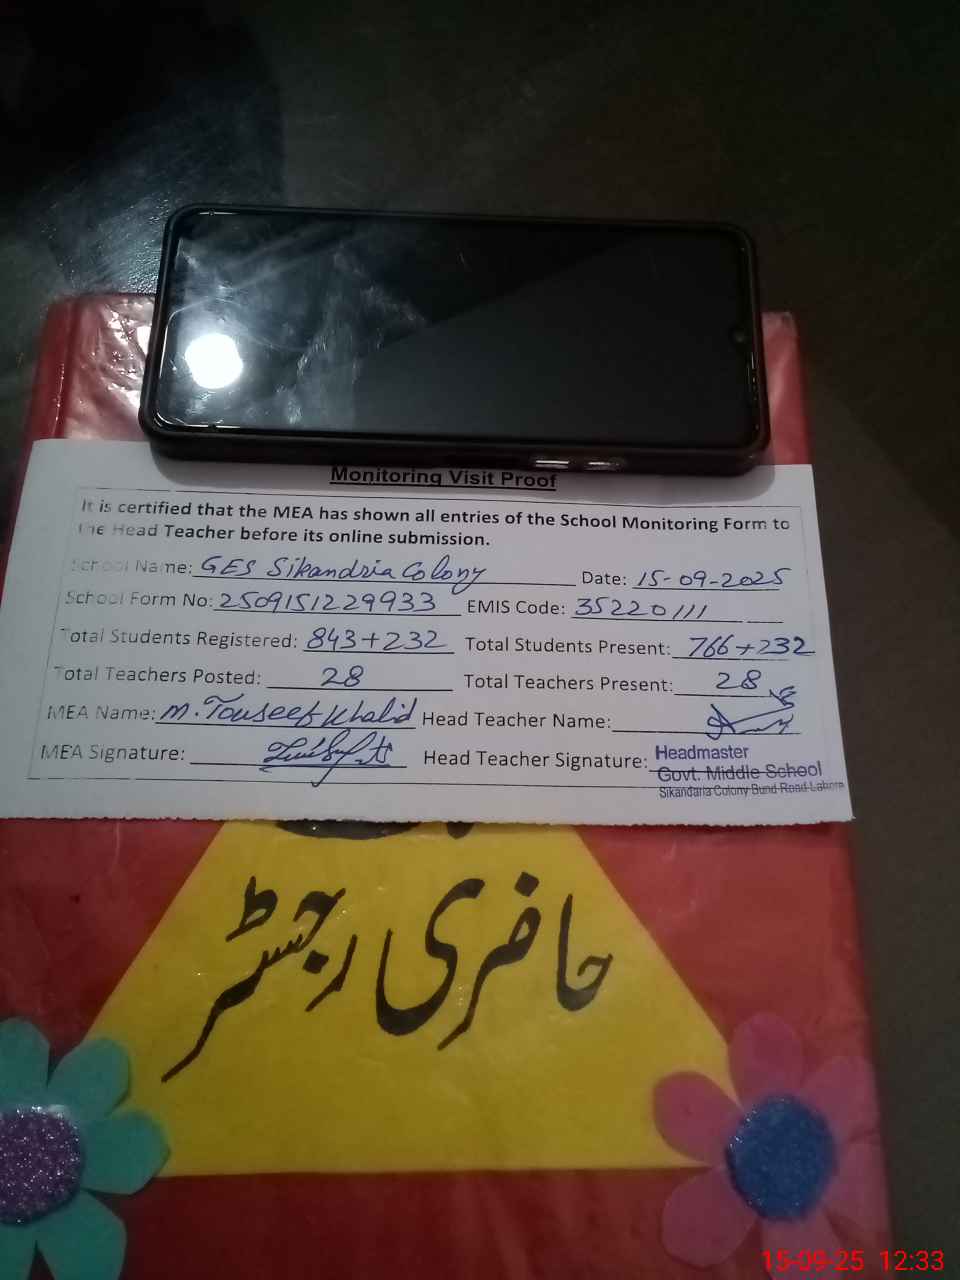 Monitoring Visit Proof
It is certified that the MEA has shown all entries of the School Monitoring Form to
the Head Teacher before its online submission.
School Name: GES Sikandria Colony Date: 15-09-2025
School Form No: 2509151229933 EMIS Code: 35220111
Total Students Registered: 843+232 Total Students Present: 766+232
Total Teachers Posted: 28 Total Teachers Present: 28
MEA Name: M. Touseef Khalid Head Teacher Name:
MEA Signature: Head Teacher Signature:
Headmaster
Govt. Middle School
Sikandaria Colony Bund Road Lahore
حاضری رجسٹر
15-09-25 12:33